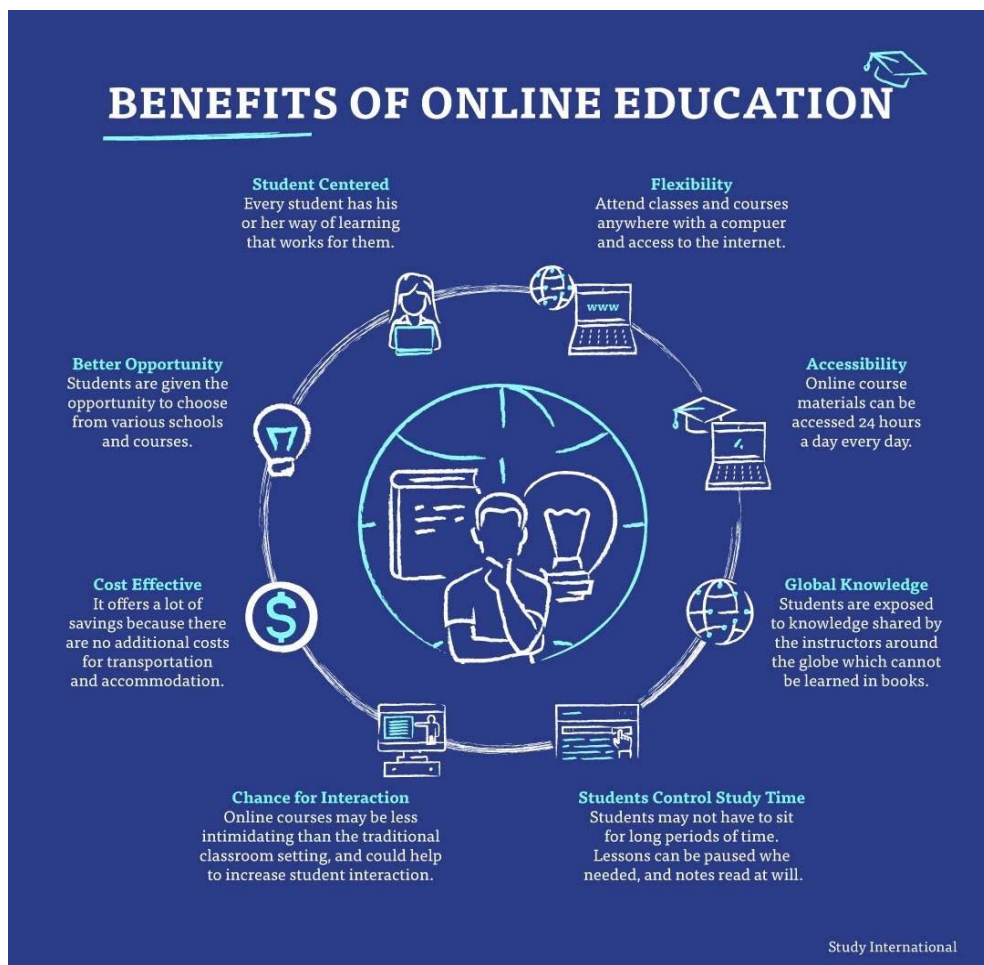 BENEFITS OF ONLINE EDUCATION
Student Centered
Every student has his
or her way of learning
that works for them.
Flexibility
Attend classes and courses
anywhere with a compuer
and access to the internet.
www
Better Opportunity
Students are given the
opportunity to choose
from various schools
and courses.
Accessibility
Online course
materials can be
accessed 24 hours
a day every day.
Cost Effective
It offers a lot of
savings because there
are no additional costs
for transportation
and accommodation.
$
Global Knowledge
Students are exposed
to knowledge shared by
the instructors around
the globe which cannot
be learned in books.
Chance for Interaction
Online courses may be less
intimidating than the traditional
classroom setting, and could help
to increase student interaction.
Students Control Study Time
Students may not have to sit
for long periods of time.
Lessons can be paused whe
needed, and notes read at will.
Study International